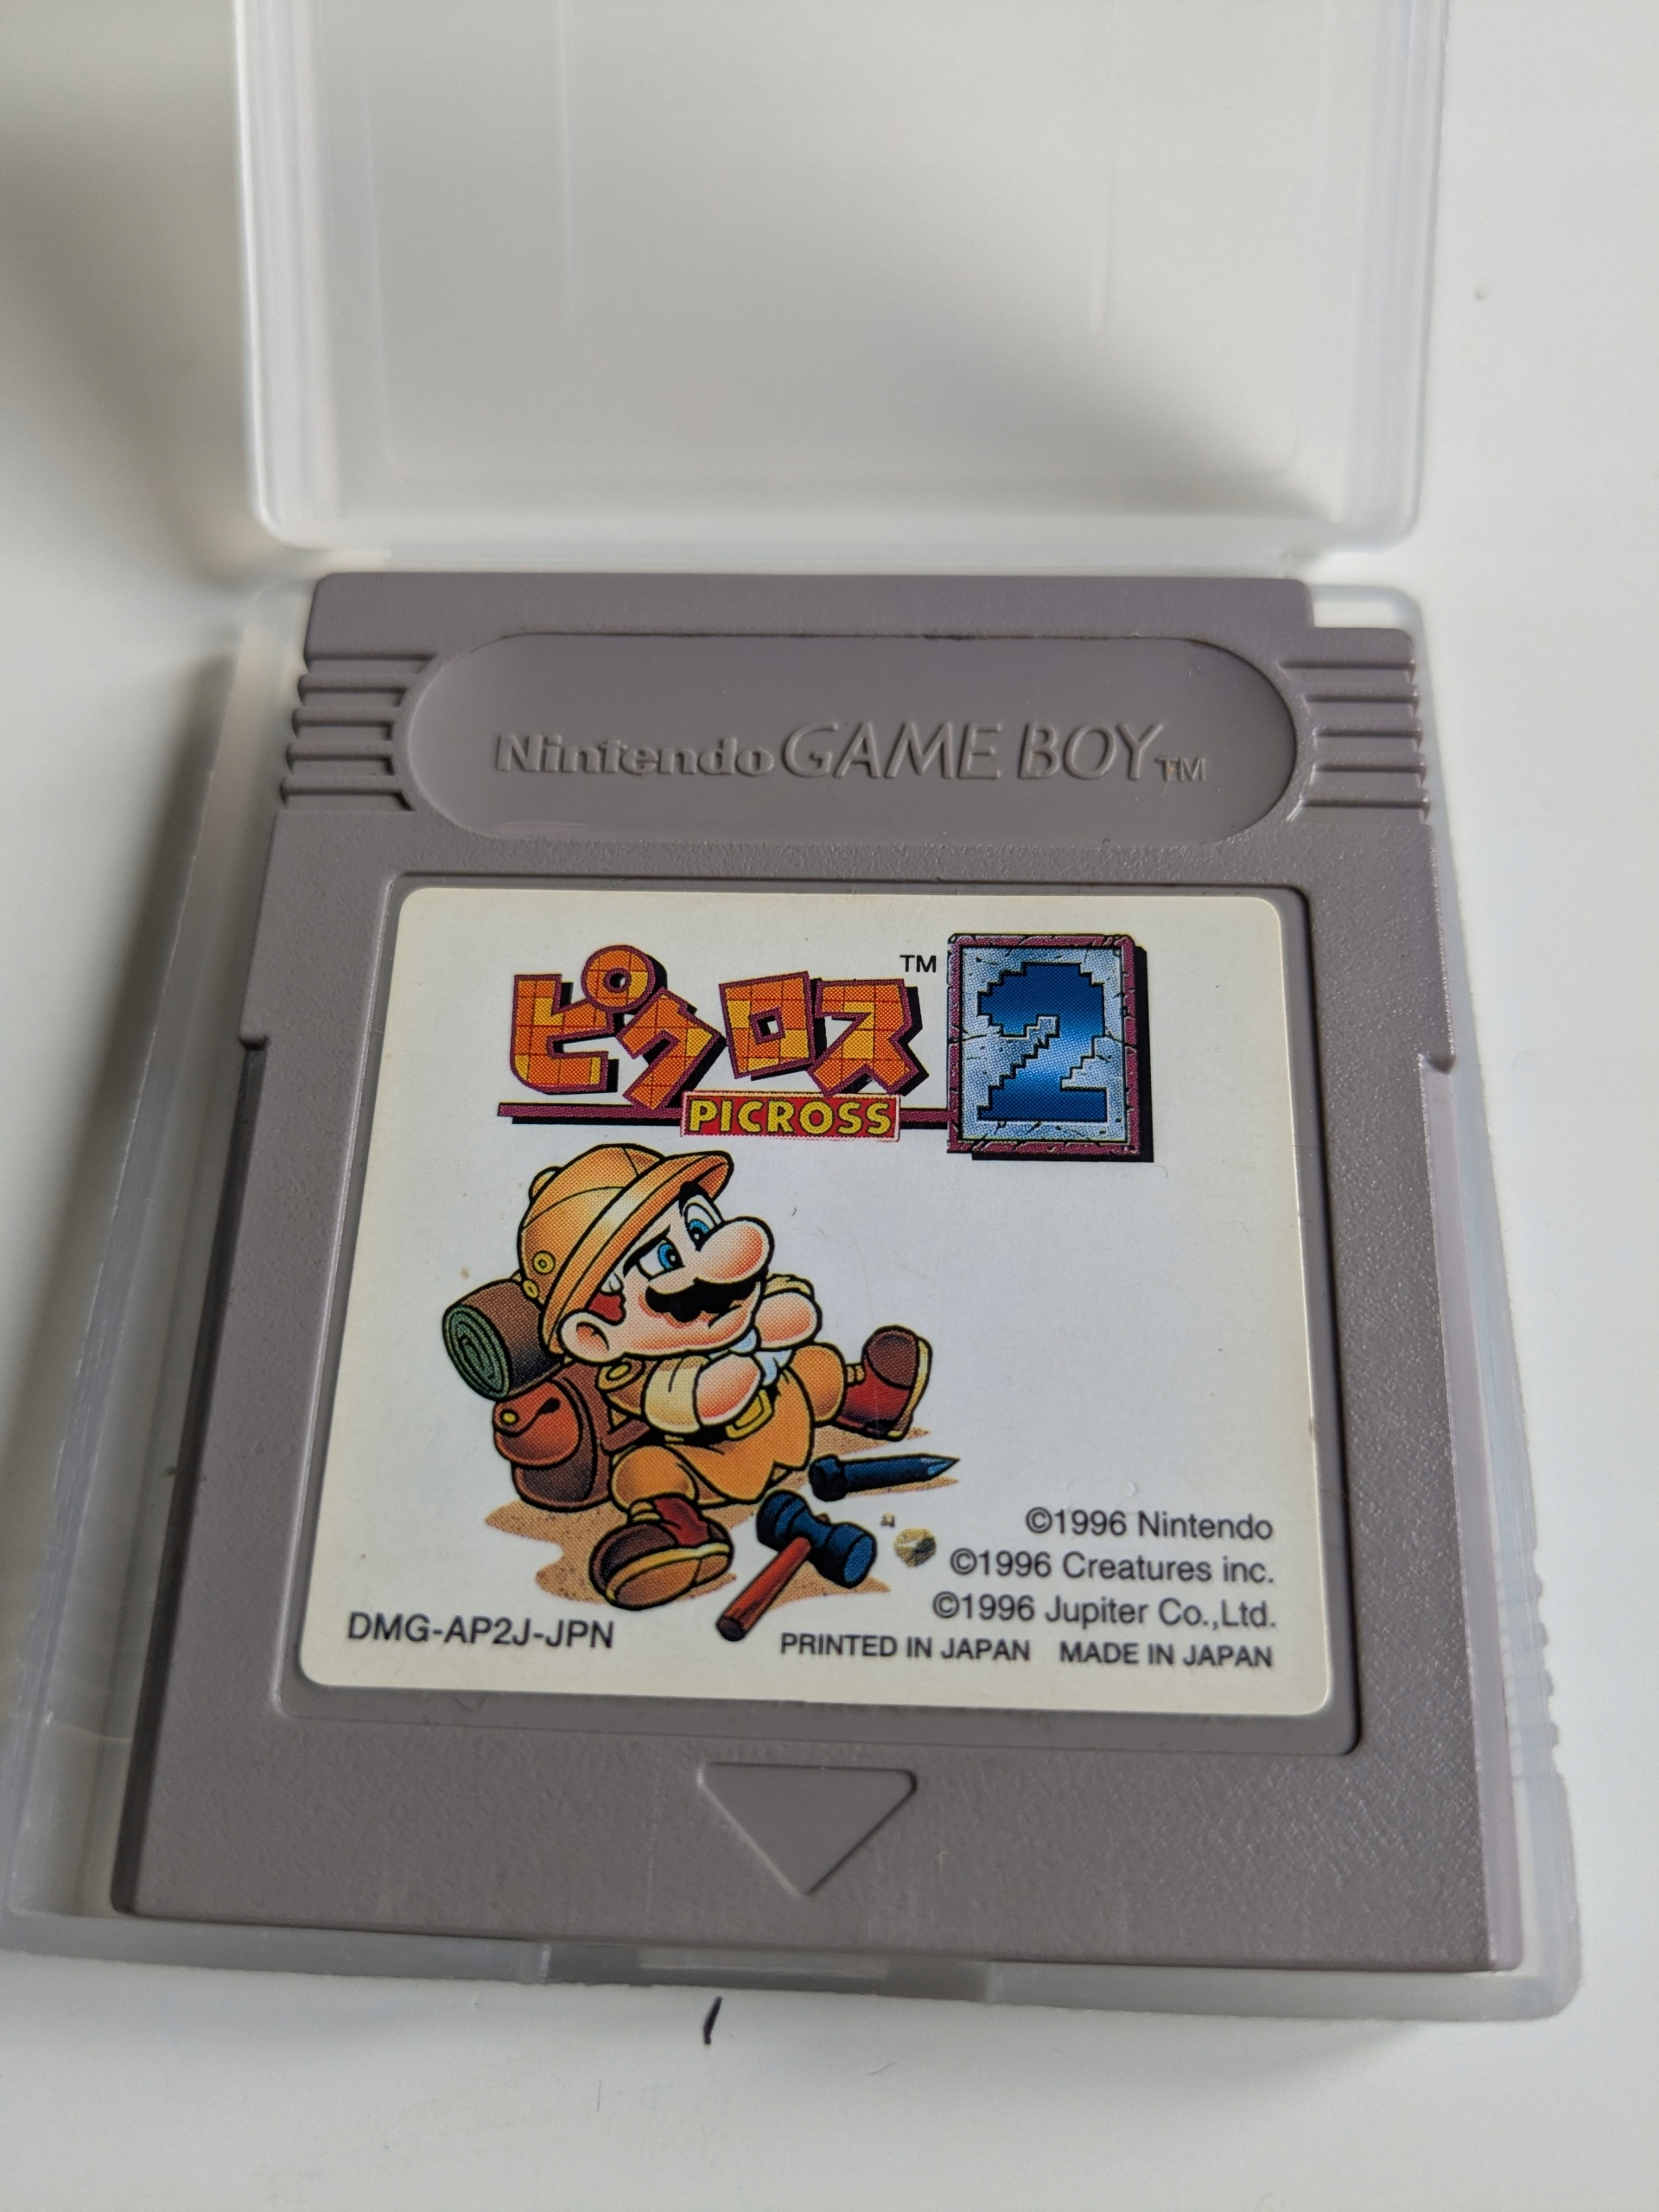 Nintendo GAME BOY TM
ピクロス TM 2
PICROSS
©1996 Nintendo
©1996 Creatures inc.
©1996 Jupiter Co.,Ltd.
DMG-AP2J-JPN
PRINTED IN JAPAN MADE IN JAPAN